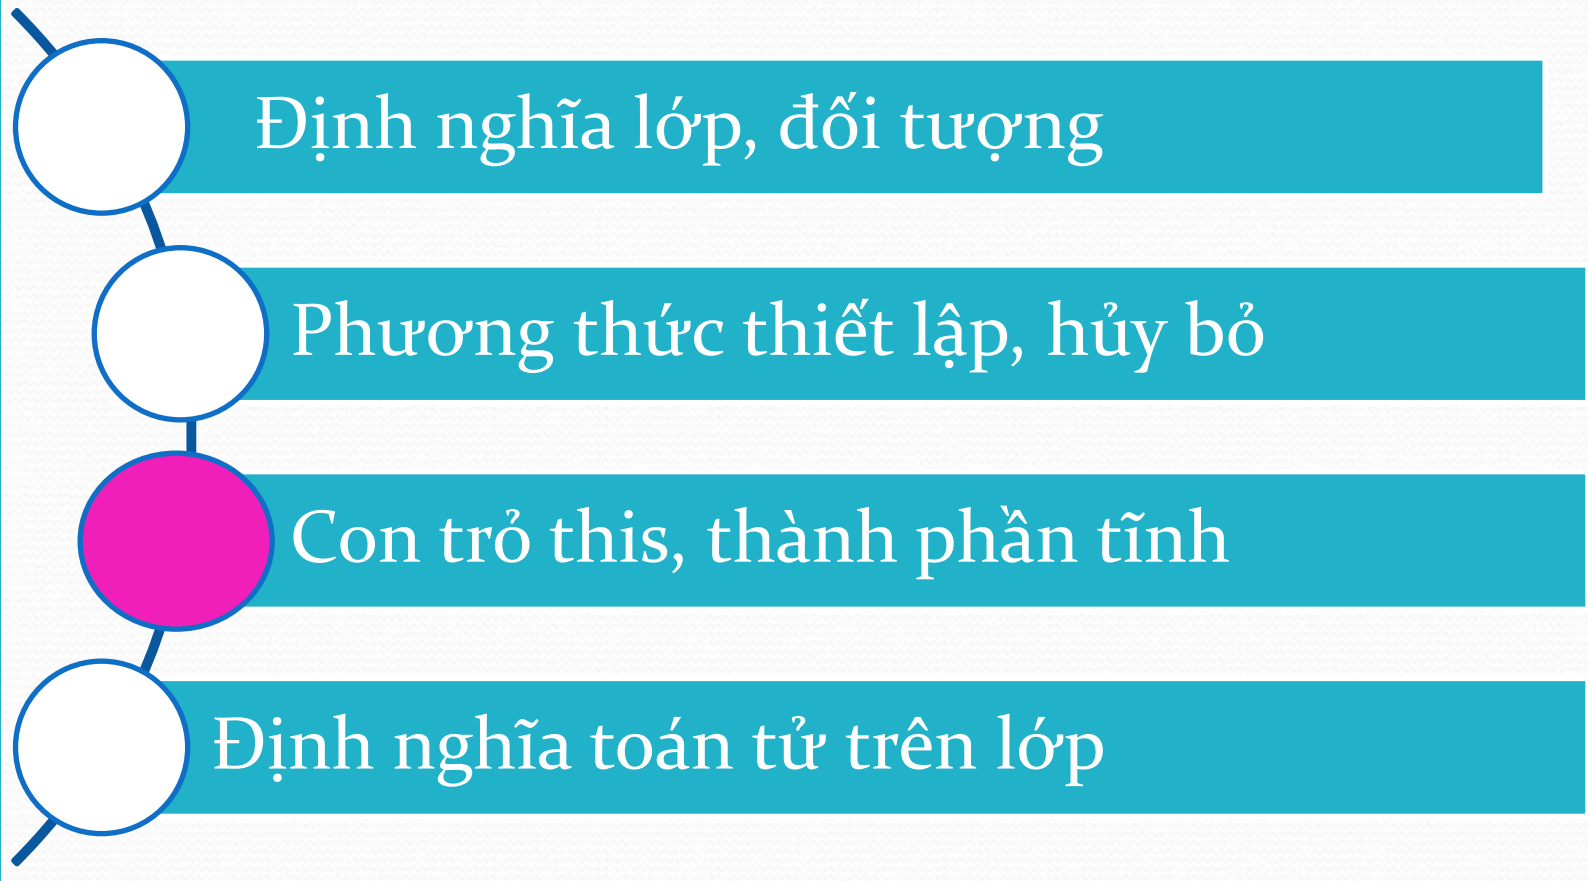 Định nghĩa lớp, đối tượng
Phương thức thiết lập, hủy bỏ
Con trỏ this, thành phần tĩnh
Định nghĩa toán tử trên lớp